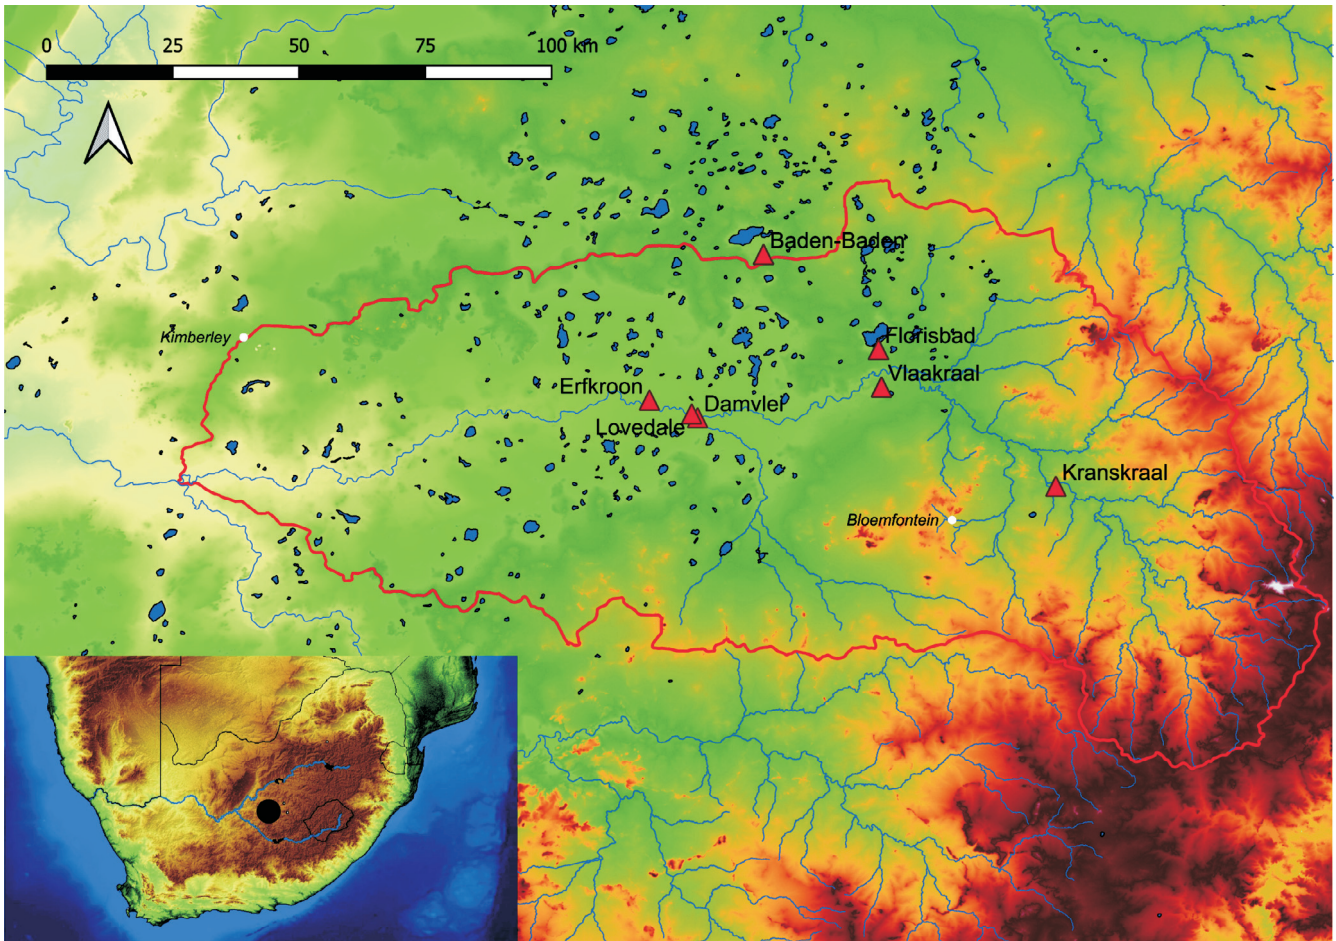 0 25 50 75 100 km
Baden-Baden
Kimberley
Florisbad
Vlaakraal
Erfkroon
Damvlei
Lovedale
Kranskraal
Bloemfontein